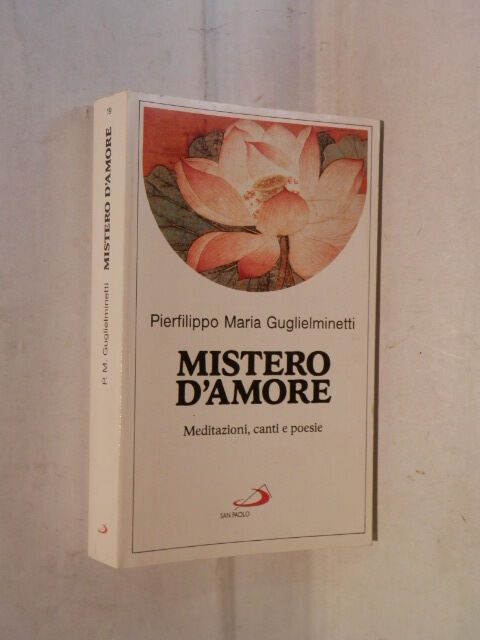 Pierfilippo Maria Guglielminetti
MISTERO
D'AMORE
Meditazioni, canti e poesie
SAN PAOLO
P. M. Guglielminetti MISTERO D'AMORE